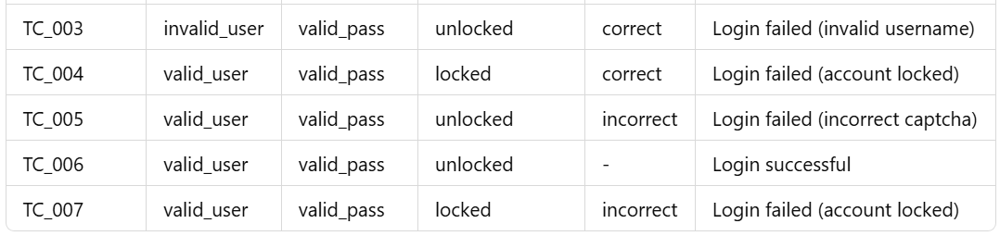 TC_003 invalid_user valid_pass unlocked correct Login failed (invalid username)
TC_004 valid_user valid_pass locked correct Login failed (account locked)
TC_005 valid_user valid_pass unlocked incorrect Login failed (incorrect captcha)
TC_006 valid_user valid_pass unlocked - Login successful
TC_007 valid_user valid_pass locked incorrect Login failed (account locked)